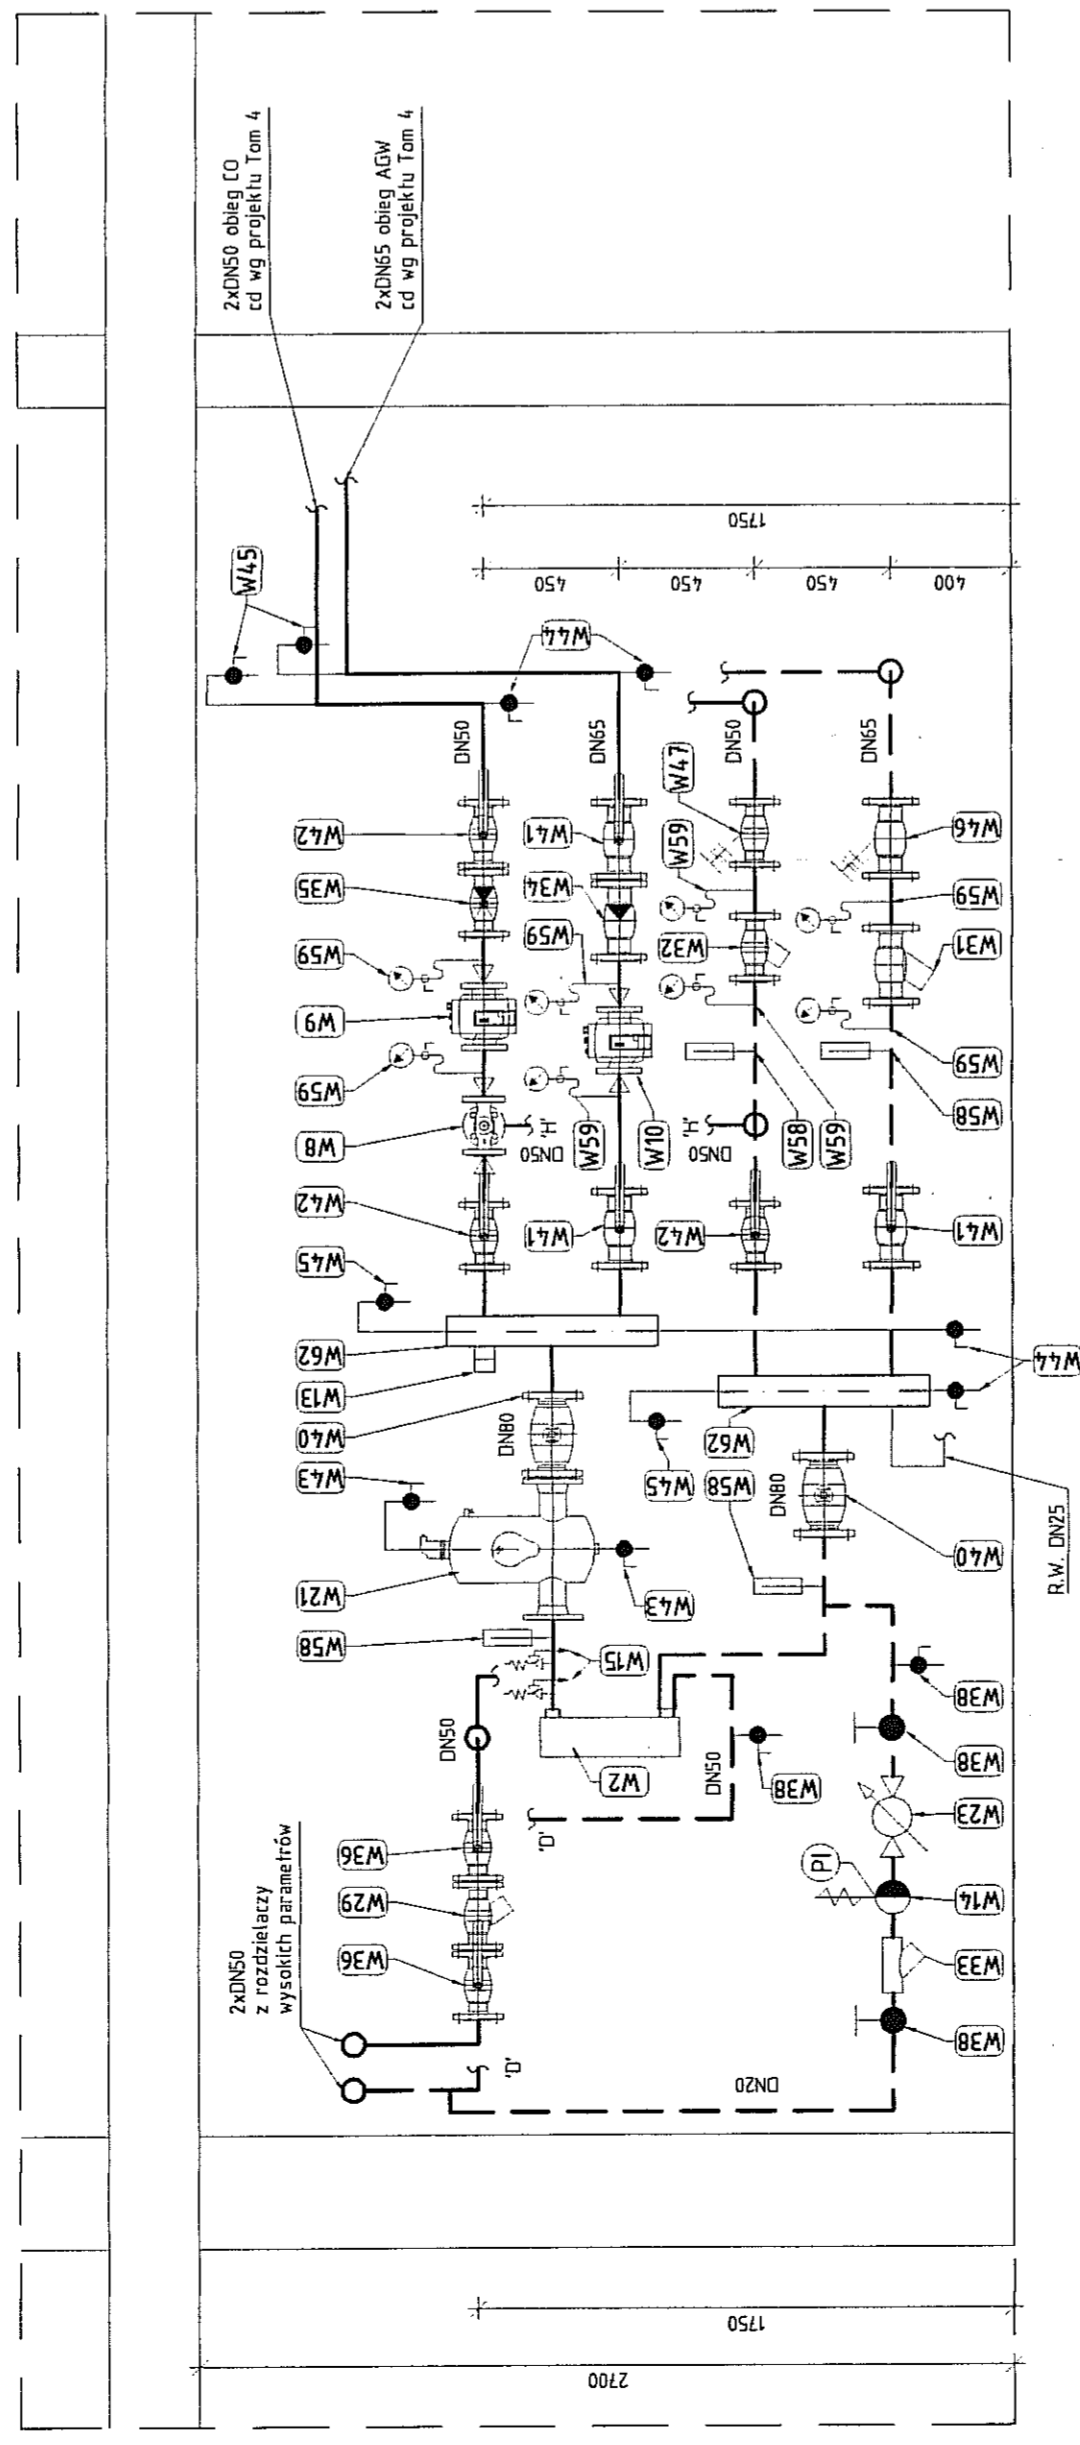 2xDN50 obieg CO
cd wg projektu Tom 4
2xDN65 obieg AGW
cd wg projektu Tom 4
1750
W45
450
450
450
400
W44
DN50
DN65
DN50
DN65
W47
W42
W41
W59
W46
W35
W34
W59
W59
W59
W32
W31
W9
W59
W59
W58
W8
'H'
DN50
W59
W10
'H'
DN50
W58
W59
W42
W41
W42
W41
W45
W62
W44
W13
W40
DN80
W62
W43
W45
W58
DN80
W40
R.W. DN25
W21
W43
W58
W15
W38
DN50
W2
DN50
W38
W38
W23
'D'
PI
2xDN50
z rozdzielaczy
wysokich parametrów
W36
W29
W36
W14
W33
W38
'D'
DN20
1750
2700